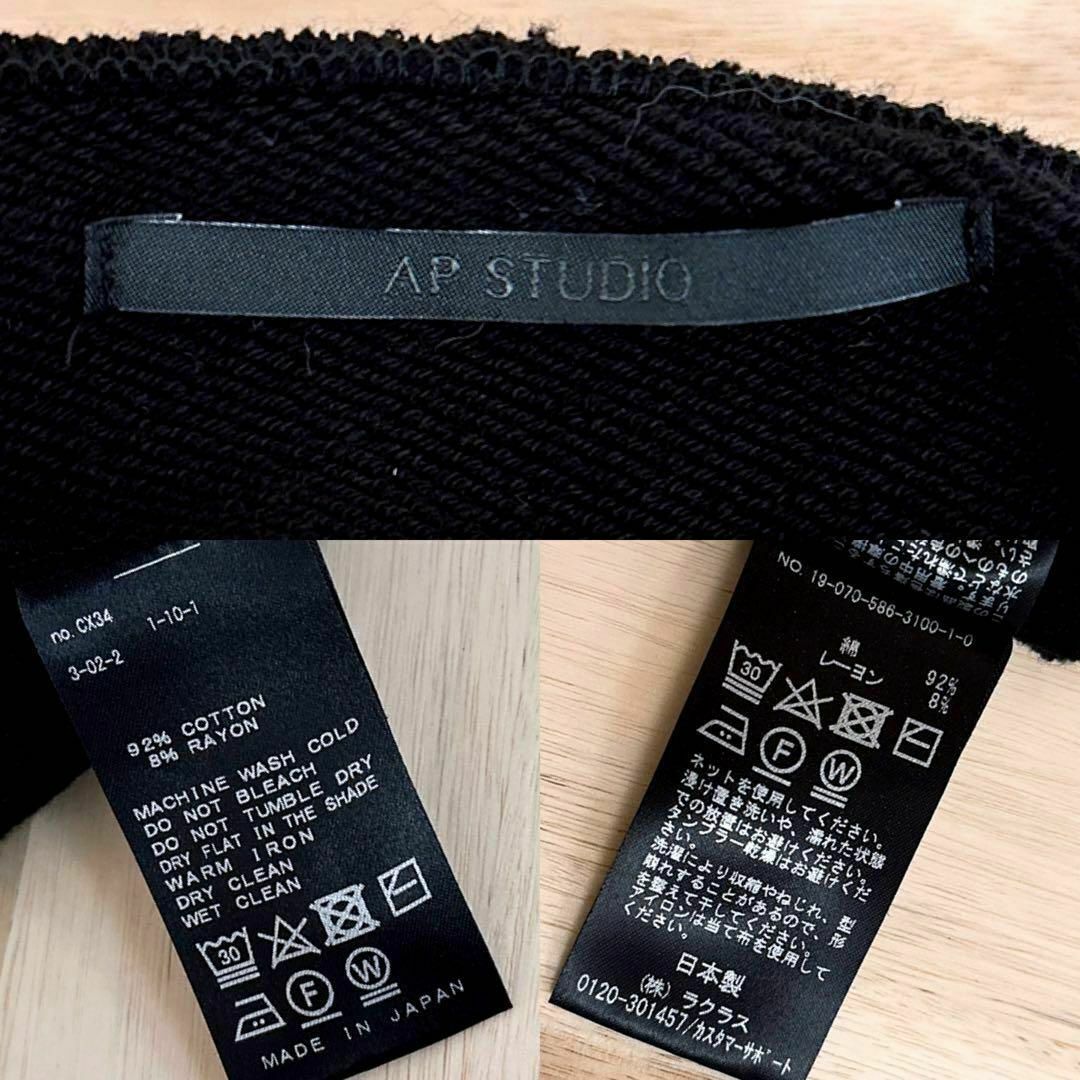 AP STUDIO
no. CX34 1-10-1
3-02-2
92% COTTON
8% RAYON
MACHINE WASH COLD
DO NOT BLEACH
DO NOT TUMBLE DRY
DRY FLAT IN THE SHADE
WARM IRON
DRY CLEAN
WET CLEAN
30
F W
MADE IN JAPAN
NO. 19-070-586-3100-1-0
綿 92%
レーヨン 8%
30
F W
ネットを使用してください。
浸け置き洗いや、濡れた状態
での放置はお避けください。
タンブラー乾燥はお避けくだ
さい。
洗濯により収縮やねじれ、型
崩れすることがあるので、形
を整えて干してください。
アイロンは当て布を使用して
ください。
日本製
(株) ラクラス
0120-301457/カスタマーサポート